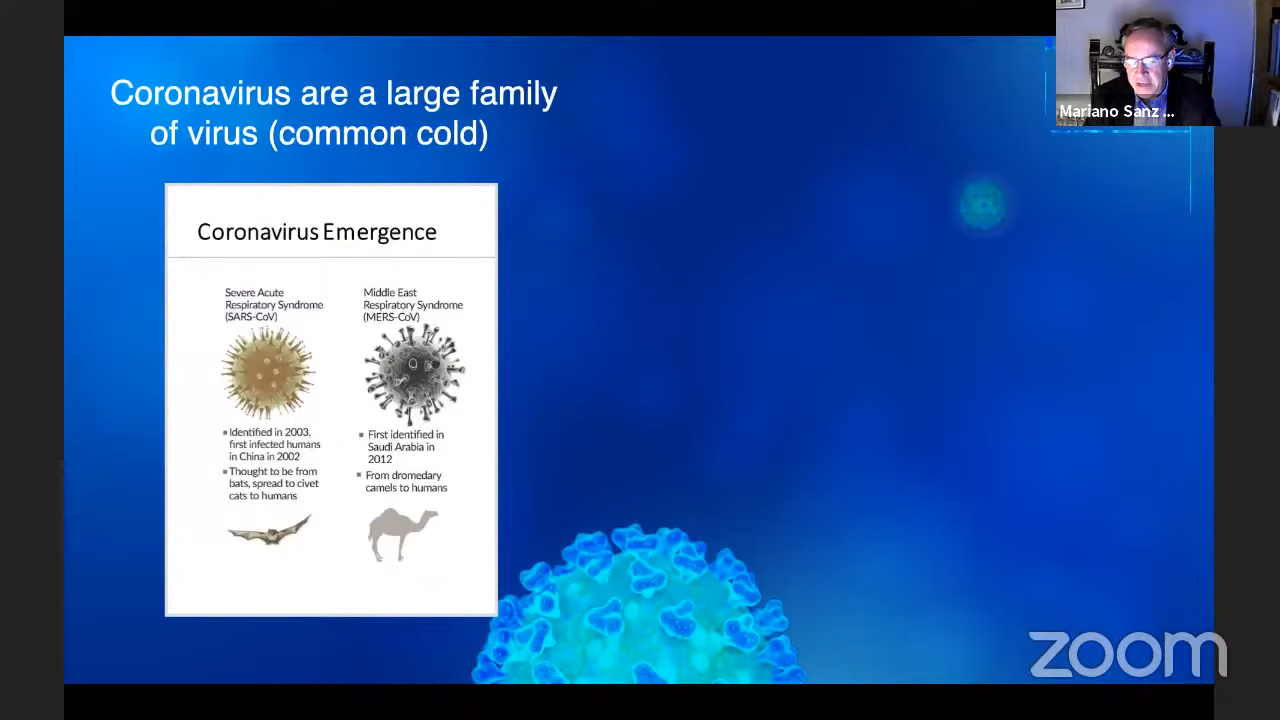 Coronavirus are a large family
of virus (common cold)
Mariano Sanz ...
Coronavirus Emergence
Severe Acute
Respiratory Syndrome
(SARS-CoV)
Identified in 2003,
first infected humans
in China in 2002
Thought to be from
bats, spread to civet
cats to humans
Middle East
Respiratory Syndrome
(MERS-CoV)
First identified in
Saudi Arabia in
2012
From dromedary
camels to humans
zoom